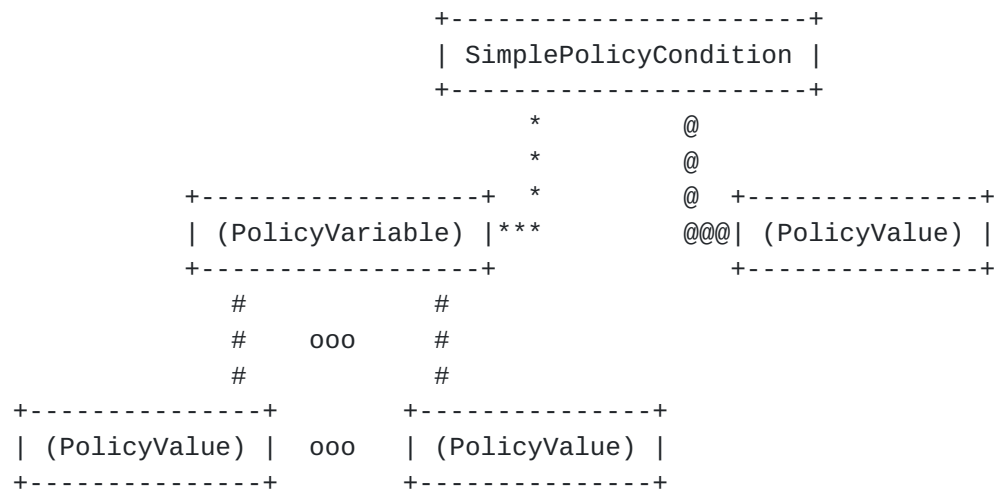 +-----------------------+
| SimplePolicyCondition |
+-----------------------+
* @
* @
+------------------+ * @ +---------------+
| (PolicyVariable) |*** @@@| (PolicyValue) |
+------------------+ +---------------+
# #
# ooo #
# #
+---------------+ +---------------+
| (PolicyValue) | ooo | (PolicyValue) |
+---------------+ +---------------+